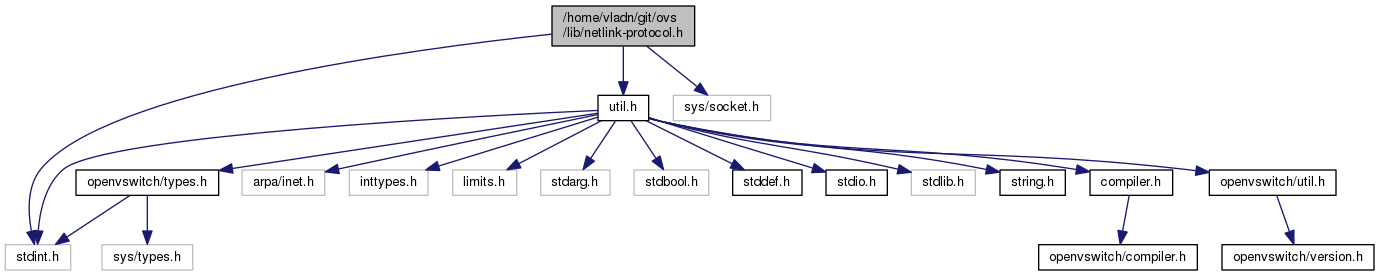 /home/vladn/git/ovs
/lib/netlink-protocol.h
util.h
sys/socket.h
openvswitch/types.h
arpa/inet.h
inttypes.h
limits.h
stdarg.h
stdbool.h
stddef.h
stdio.h
stdlib.h
string.h
compiler.h
openvswitch/util.h
stdint.h
sys/types.h
openvswitch/compiler.h
openvswitch/version.h